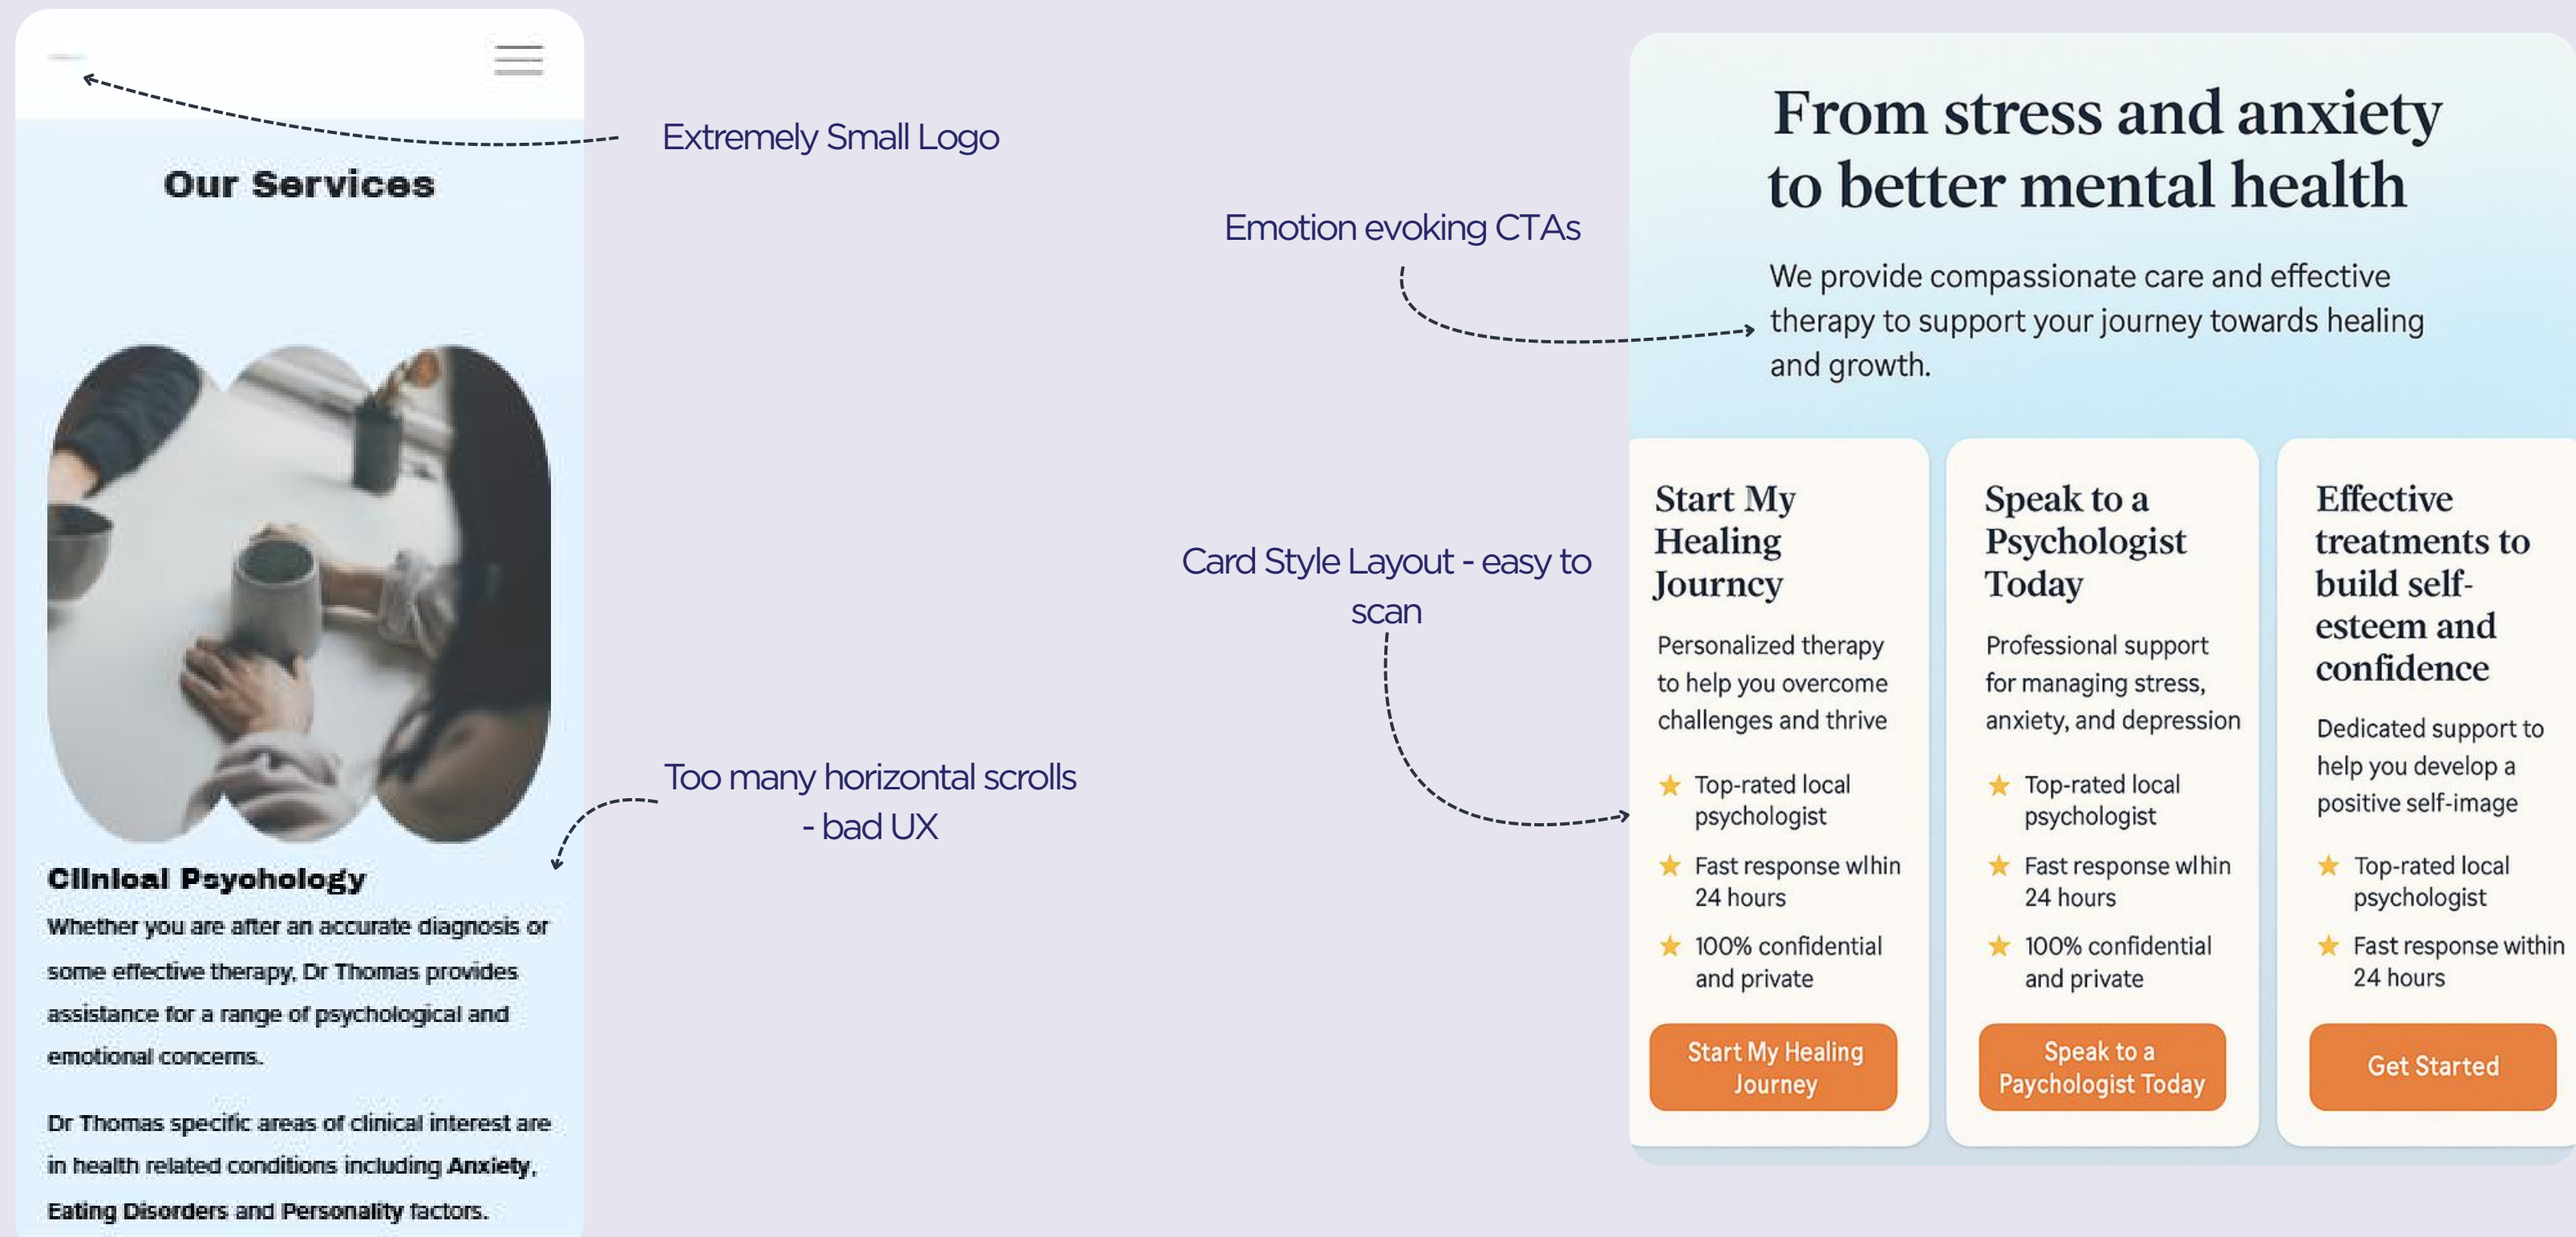 Our Services
Clinical Psychology
Whether you are after an accurate diagnosis or
some effective therapy, Dr Thomas provides
assistance for a range of psychological and
emotional concerns.
Dr Thomas specific areas of clinical interest are
in health related conditions including Anxiety,
Eating Disorders and Personality factors.
Extremely Small Logo
Too many horizontal scrolls
- bad UX
Emotion evoking CTAs
Card Style Layout - easy to
scan
From stress and anxiety
to better mental health
We provide compassionate care and effective
therapy to support your journey towards healing
and growth.
Start My
Healing
Journcy
Personalized therapy
to help you overcome
challenges and thrive
Top-rated local
psychologist
Fast response wlhin
24 hours
100% confidential
and private
Start My Healing
Journey
Speak to a
Psychologist
Today
Professional support
for managing stress,
anxiety, and depression
Top-rated local
psychologist
Fast response wlhin
24 hours
100% confidential
and private
Speak to a
Paychologist Today
Effective
treatments to
build self-
esteem and
confidence
Dedicated support to
help you develop a
positive self-image
Top-rated local
psychologist
Fast response within
24 hours
Get Started